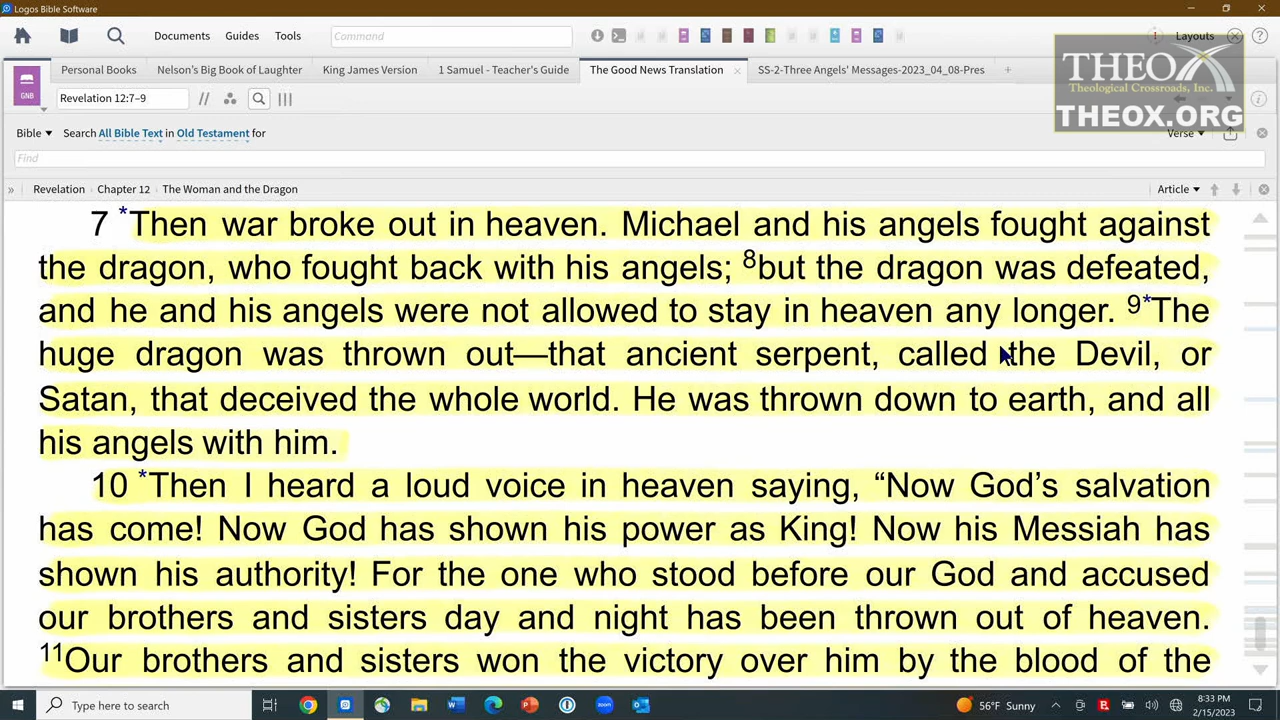 Logos Bible Software
Documents Guides Tools Command Layouts
THEOX
Theological Crossroads, Inc.
THEOX.ORG
Personal Books Nelson's Big Book of Laughter King James Version 1 Samuel - Teacher's Guide The Good News Translation SS-2-Three Angels' Messages-2023_04_08-Pres
GNB Revelation 12:7–9
Bible Search All Bible Text in Old Testament for Verse
Find
Revelation Chapter 12 The Woman and the Dragon Article
7 *Then war broke out in heaven. Michael and his angels fought against
the dragon, who fought back with his angels; 8but the dragon was defeated,
and he and his angels were not allowed to stay in heaven any longer. 9*The
huge dragon was thrown out—that ancient serpent, called the Devil, or
Satan, that deceived the whole world. He was thrown down to earth, and all
his angels with him.
10 *Then I heard a loud voice in heaven saying, “Now God’s salvation
has come! Now God has shown his power as King! Now his Messiah has
shown his authority! For the one who stood before our God and accused
our brothers and sisters day and night has been thrown out of heaven.
11Our brothers and sisters won the victory over him by the blood of the
Type here to search 56°F Sunny 8:33 PM
2/15/2023